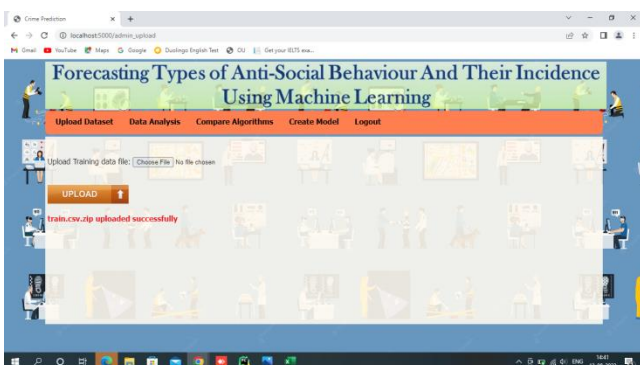 Crime Prediction
localhost:5000/admin_upload
Gmail YouTube Maps Google Duolingo English Test OU Get your IELTS exa...
Forecasting Types of Anti-Social Behaviour And Their Incidence
Using Machine Learning
Upload Dataset Data Analysis Compare Algorithms Create Model Logout
Upload Training data file: Choose File No file chosen
UPLOAD
train.csv.zip uploaded successfully
ENG 14:41